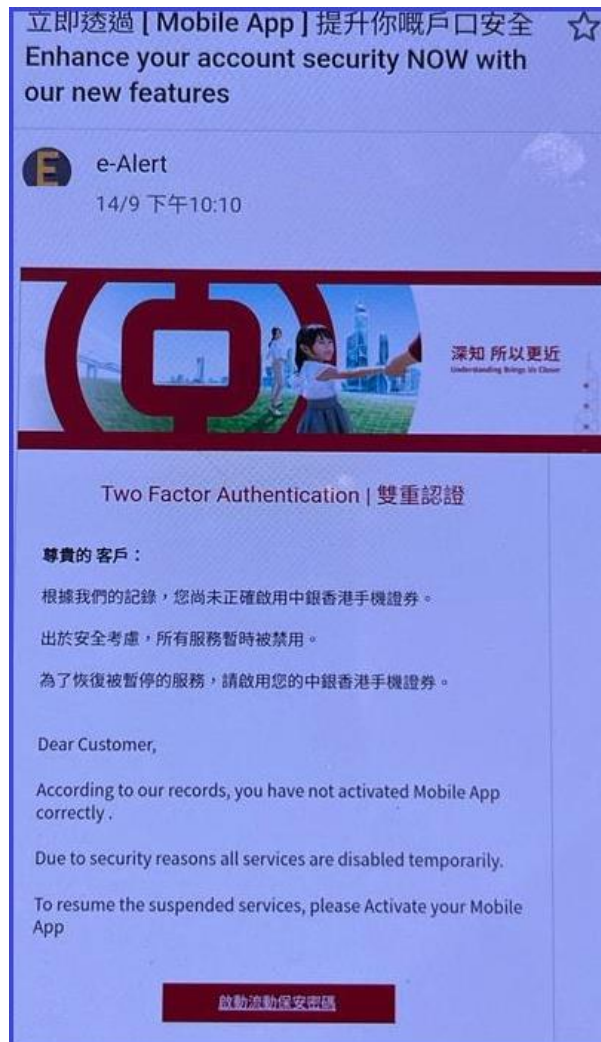 立即透過 [ Mobile App ] 提升你嘅戶口安全
Enhance your account security NOW with
our new features
E
e-Alert
14/9 下午10:10
深知 所以更近
Understanding Brings Us Closer
Two Factor Authentication | 雙重認證
尊貴的 客戶：
根據我們的記錄，您尚未正確啟用中銀香港手機證券。
出於安全考慮，所有服務暫時被禁用。
為了恢復被暫停的服務，請啟用您的中銀香港手機證券。
Dear Customer,
According to our records, you have not activated Mobile App
correctly .
Due to security reasons all services are disabled temporarily.
To resume the suspended services, please Activate your Mobile
App
啟動流動保安密碼